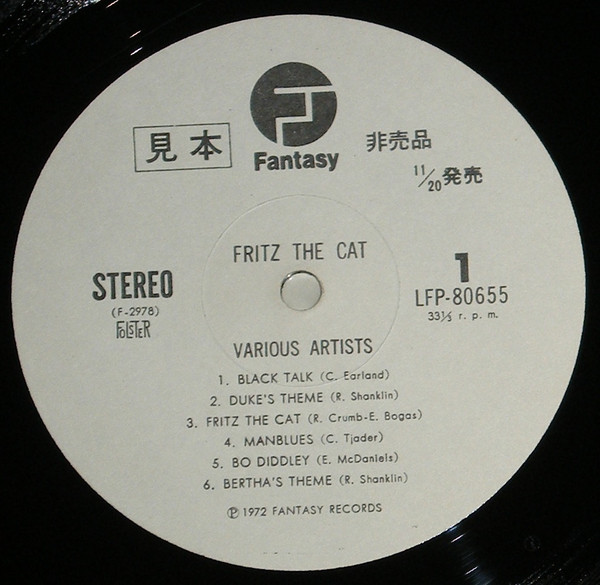 見本
Fantasy
非売品
11/20発売
FRITZ THE CAT
STEREO
(F-2978)
FOLSTER
1
LFP-80655
33⅓ r. p. m.
VARIOUS ARTISTS
1. BLACK TALK (C. Earland)
2. DUKE'S THEME (R. Shanklin)
3. FRITZ THE CAT (R. Crumb-E. Bogas)
4. MANBLUES (C. Tjader)
5. BO DIDDLEY (E. McDaniels)
6. BERTHA'S THEME (R. Shanklin)
℗ 1972 FANTASY RECORDS